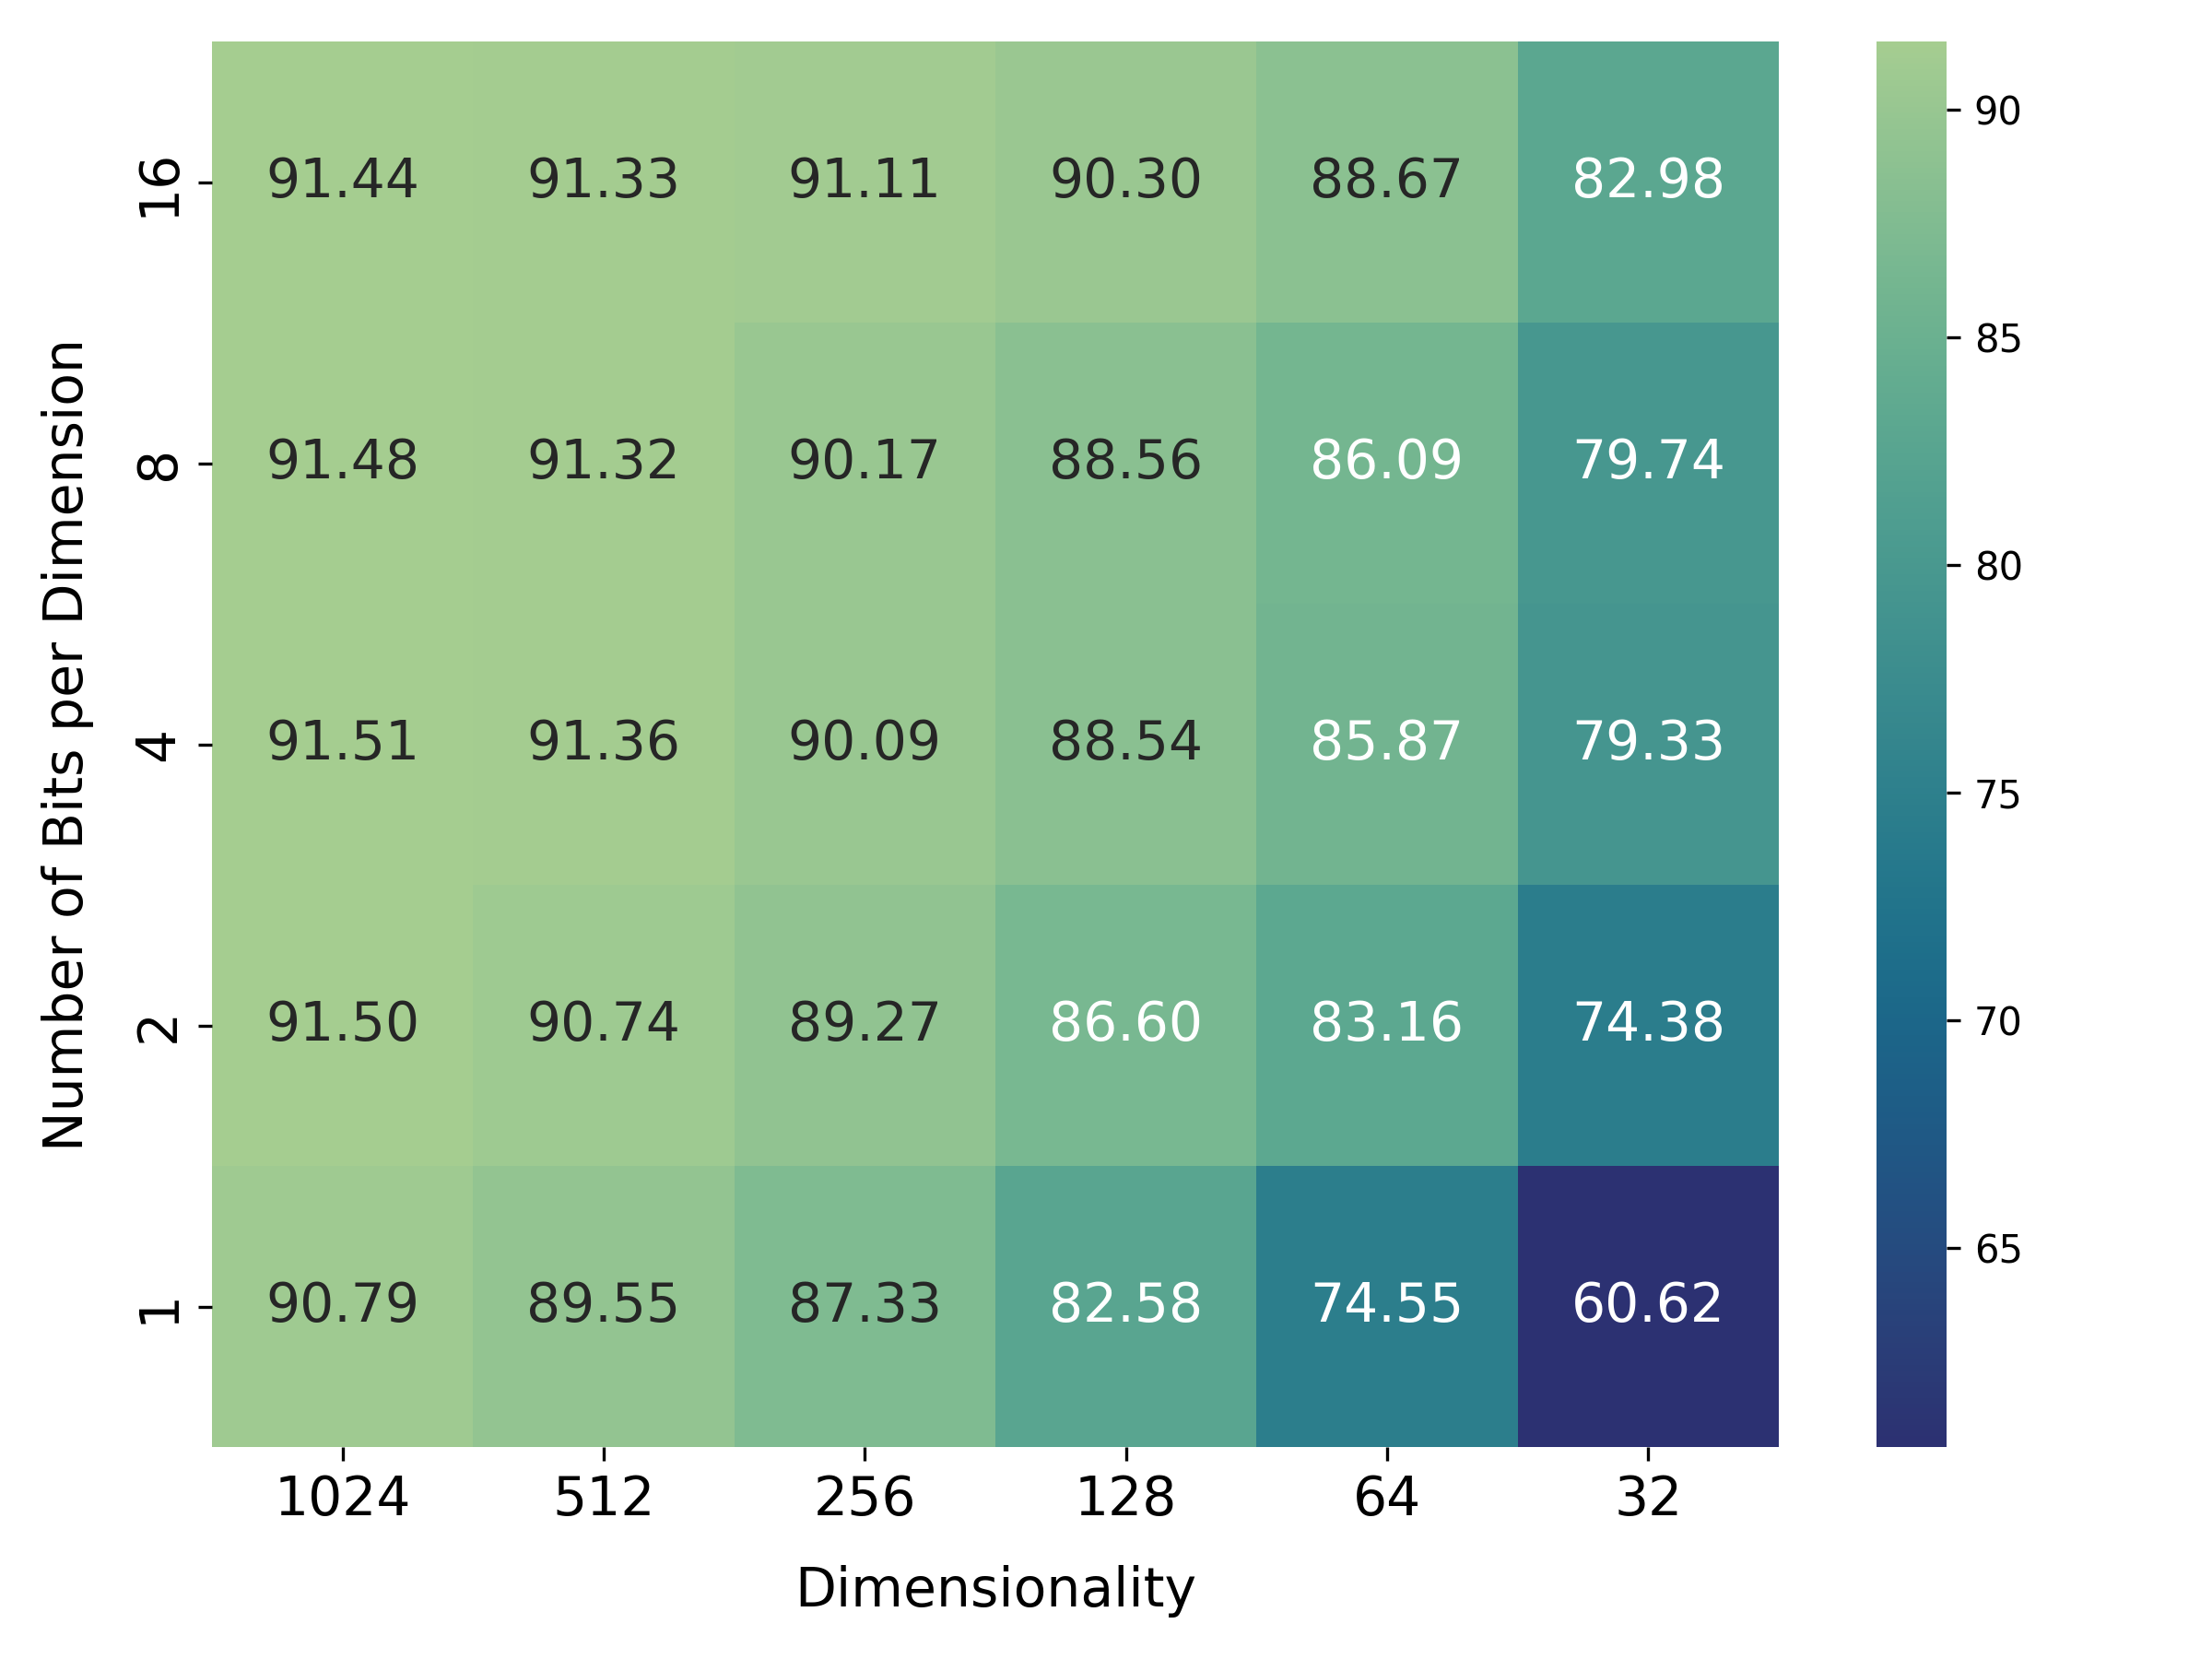 Number of Bits per Dimension
16 91.44 91.33 91.11 90.30 88.67 82.98
8 91.48 91.32 90.17 88.56 86.09 79.74
4 91.51 91.36 90.09 88.54 85.87 79.33
2 91.50 90.74 89.27 86.60 83.16 74.38
1 90.79 89.55 87.33 82.58 74.55 60.62
1024 512 256 128 64 32
Dimensionality
90
85
80
75
70
65